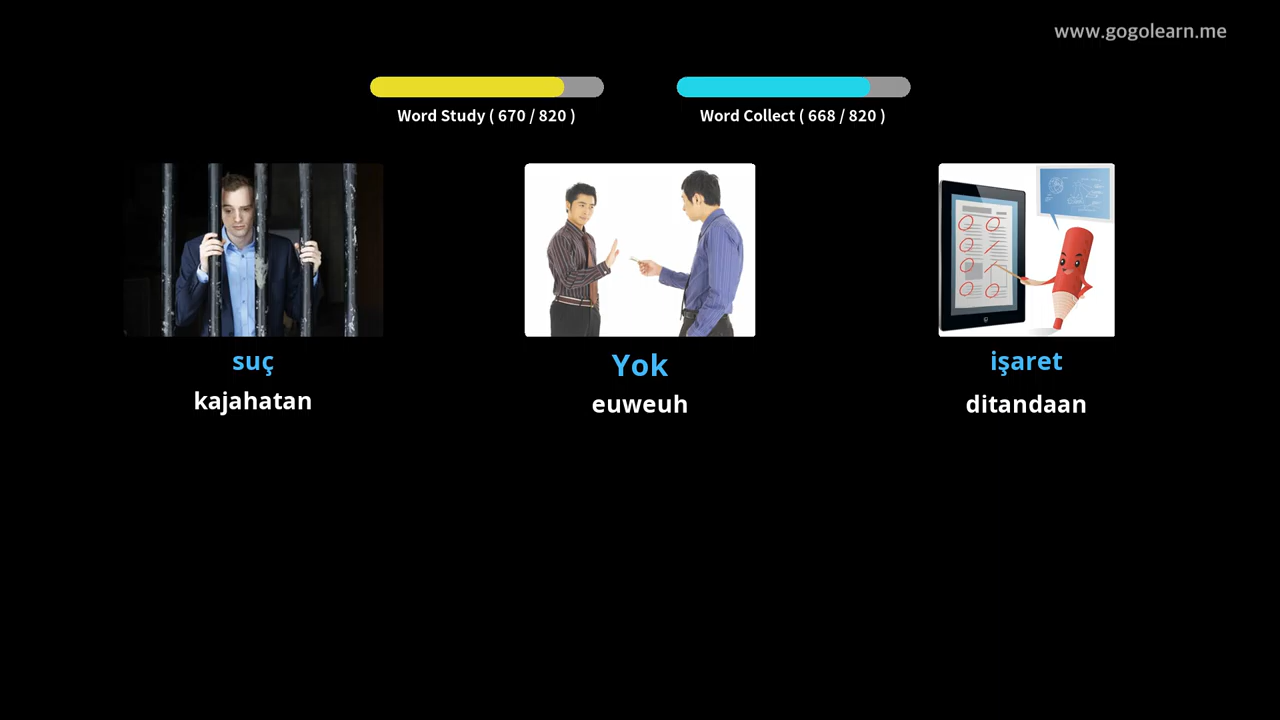 www.gogolearn.me
Word Study ( 670 / 820 )
Word Collect ( 668 / 820 )
suç
kajahatan
Yok
euweuh
işaret
ditandaan